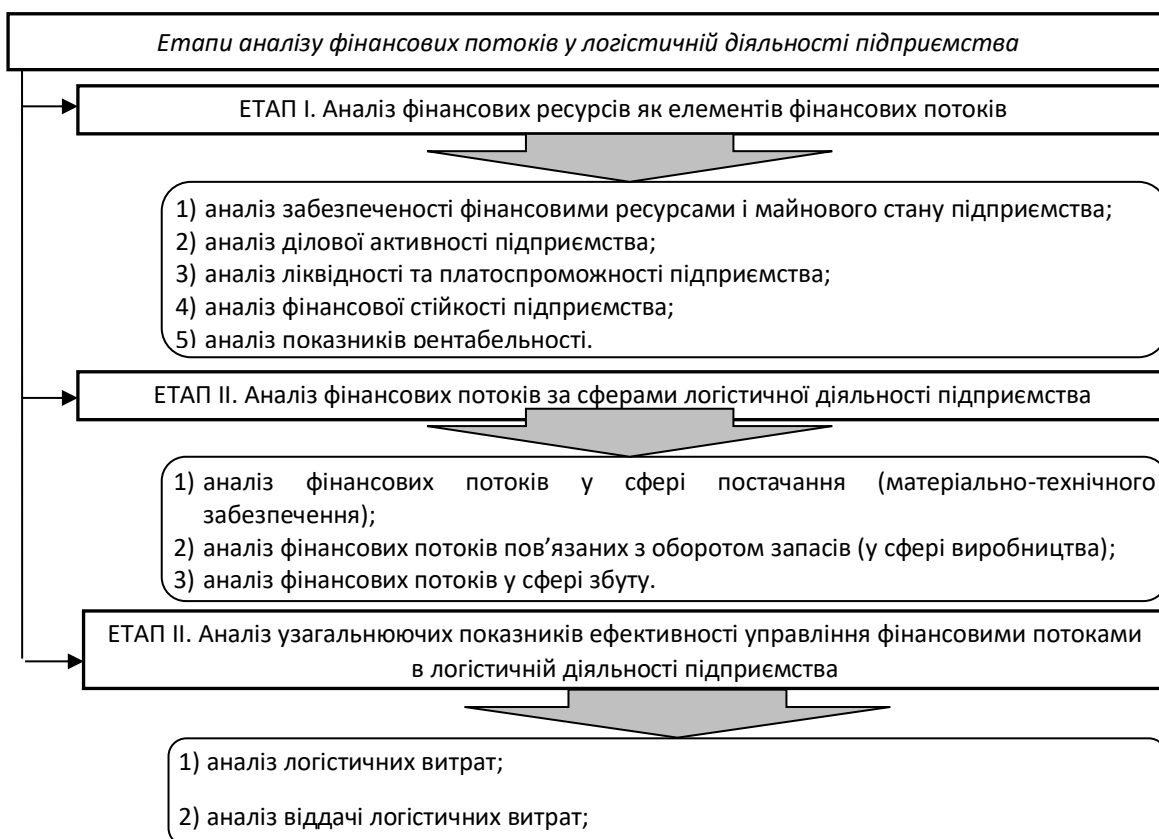 Етапи аналізу фінансових потоків у логістичній діяльності підприємства
ЕТАП І. Аналіз фінансових ресурсів як елементів фінансових потоків
1) аналіз забезпеченості фінансовими ресурсами і майнового стану підприємства;
2) аналіз ділової активності підприємства;
3) аналіз ліквідності та платоспроможності підприємства;
4) аналіз фінансової стійкості підприємства;
5) аналіз показників рентабельності.
ЕТАП ІІ. Аналіз фінансових потоків за сферами логістичної діяльності підприємства
1) аналіз фінансових потоків у сфері постачання (матеріально-технічного
забезпечення);
2) аналіз фінансових потоків пов’язаних з оборотом запасів (у сфері виробництва);
3) аналіз фінансових потоків у сфері збуту.
ЕТАП ІІ. Аналіз узагальнюючих показників ефективності управління фінансовими потоками
в логістичній діяльності підприємства
1) аналіз логістичних витрат;
2) аналіз віддачі логістичних витрат;